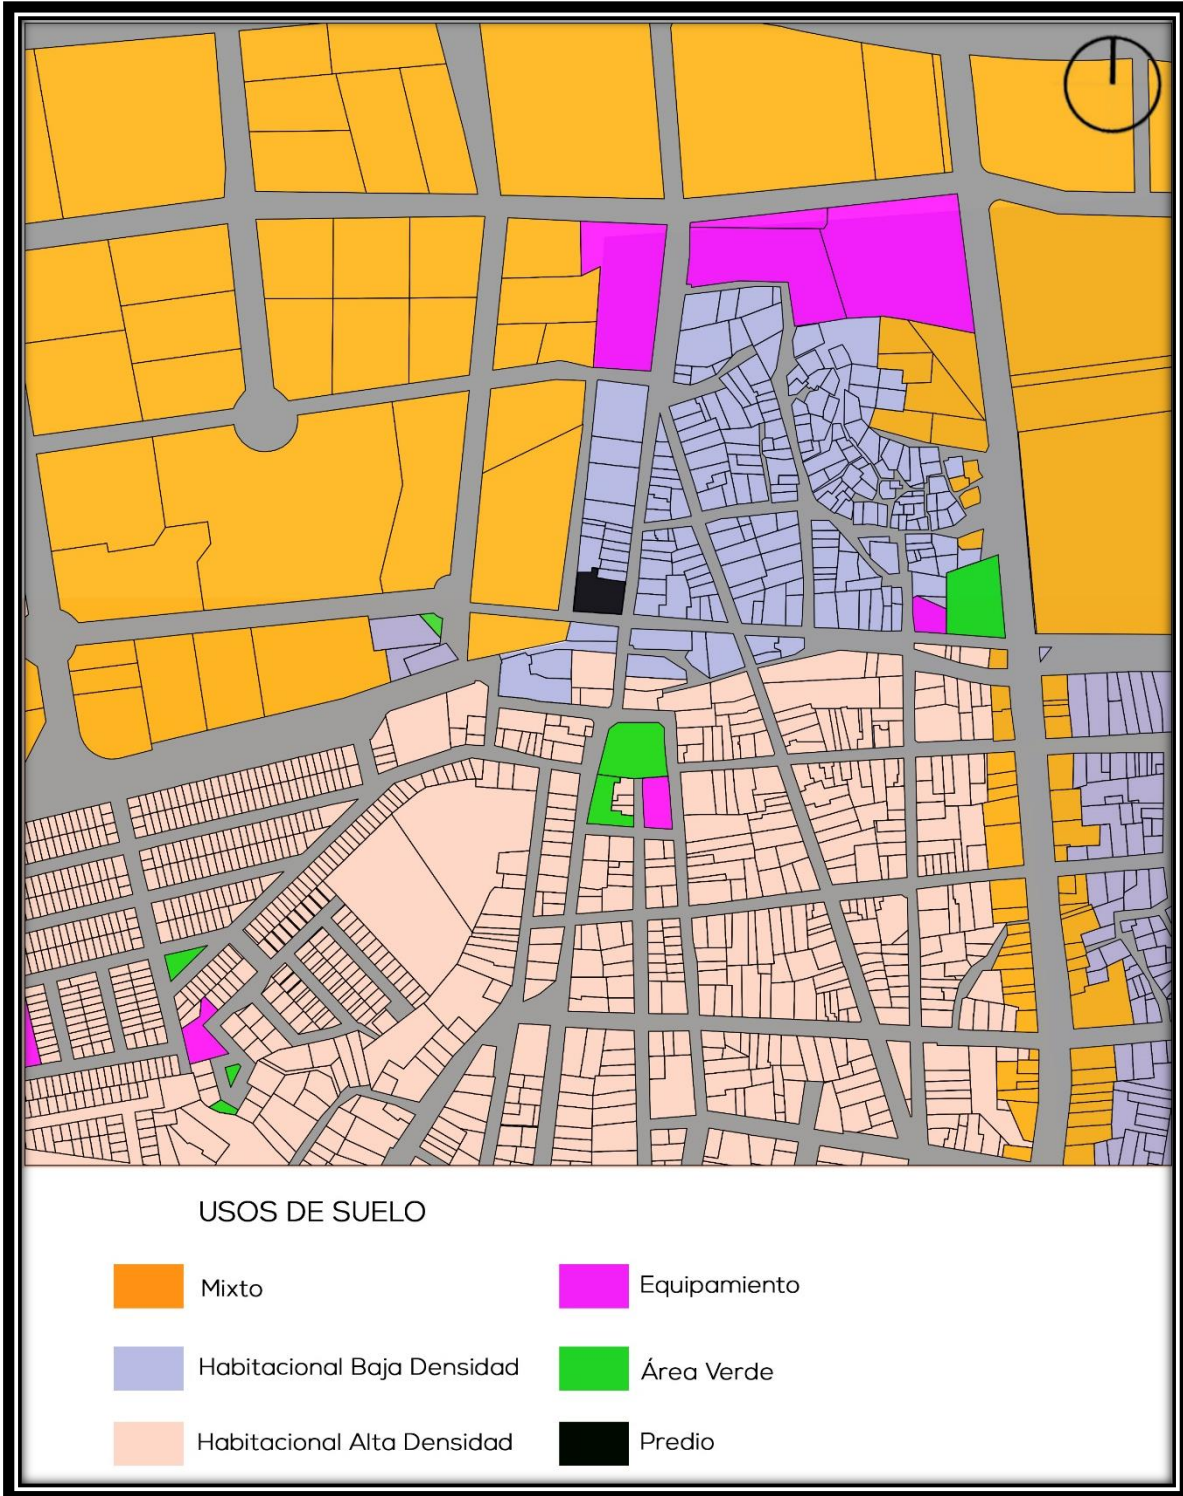 USOS DE SUELO
Mixto
Equipamiento
Habitacional Baja Densidad
Área Verde
Habitacional Alta Densidad
Predio